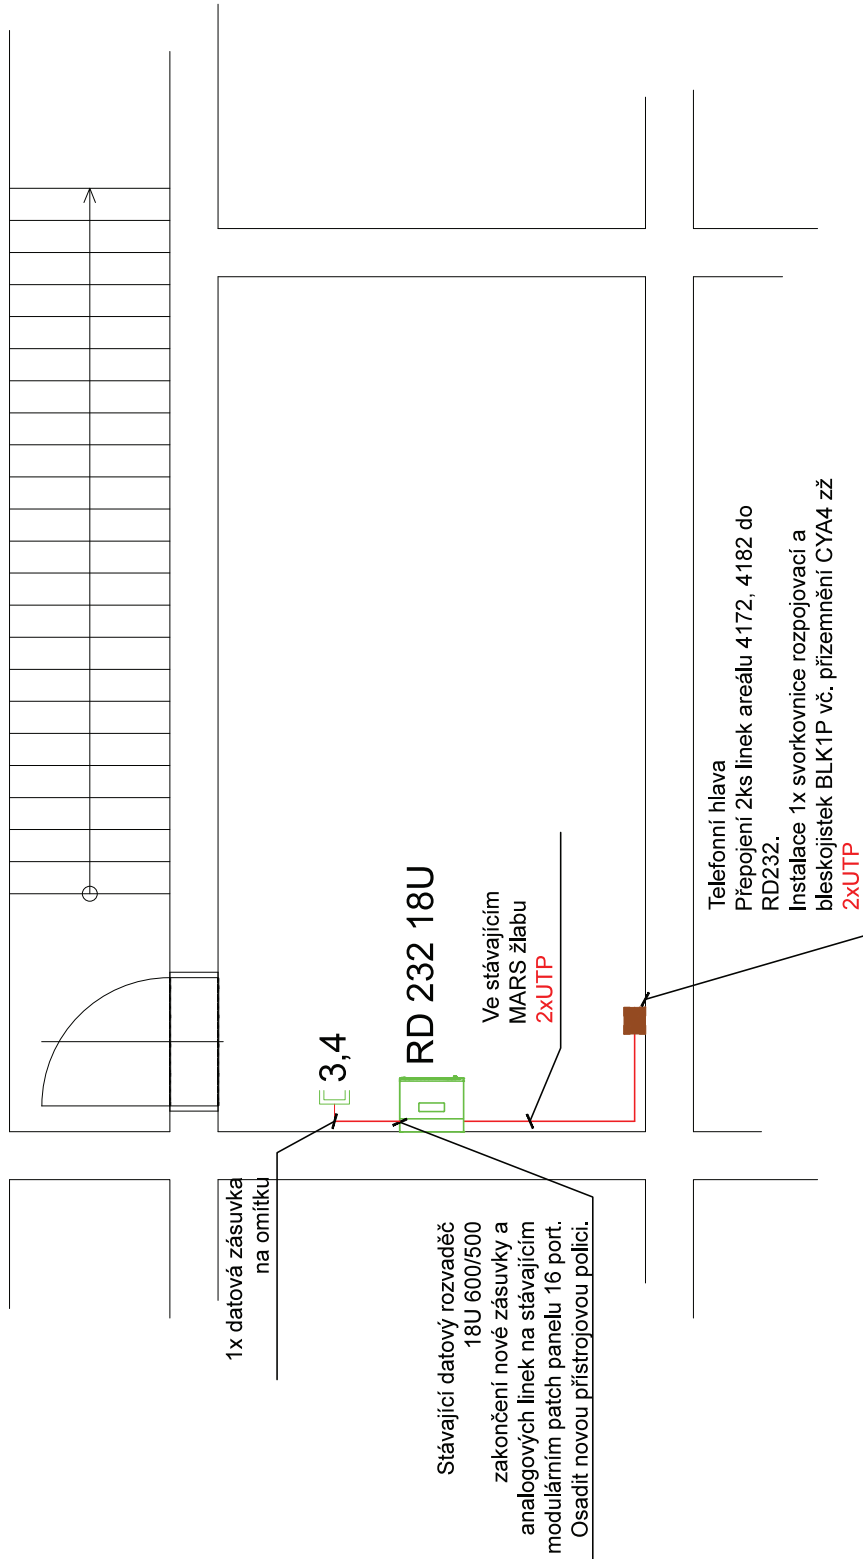 1x datová zásuvka
na omítku
3,4
RD 232 18U
Stávající datový rozvaděč
18U 600/500
zakončení nové zásuvky a
analogových linek na stávajícím
modulárním patch panelu 16 port.
Osadit novou přístrojovou polici.
Ve stávajícím
MARS žlabu
2xUTP
Telefonní hlava
Přepojení 2ks linek areálu 4172, 4182 do
RD232.
Instalace 1x svorkovnice rozpojovací a
bleskojistek BLK1P vč. přizemnění CYA4 zž
2xUTP